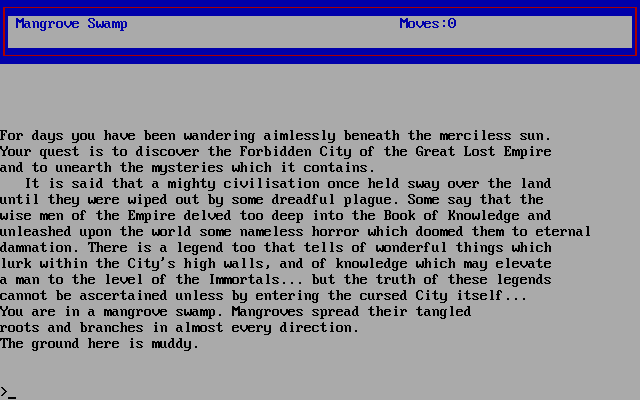 Mangrove Swamp Moves:0
For days you have been wandering aimlessly beneath the merciless sun.
Your quest is to discover the Forbidden City of the Great Lost Empire
and to unearth the mysteries which it contains.
It is said that a mighty civilisation once held sway over the land
until they were wiped out by some dreadful plague. Some say that the
wise men of the Empire delved too deep into the Book of Knowledge and
unleashed upon the world some nameless horror which doomed them to eternal
damnation. There is a legend too that tells of wonderful things which
lurk within the City's high walls, and of knowledge which may elevate
a man to the level of the Immortals... but the truth of these legends
cannot be ascertained unless by entering the cursed City itself...
You are in a mangrove swamp. Mangroves spread their tangled
roots and branches in almost every direction.
The ground here is muddy.
>_